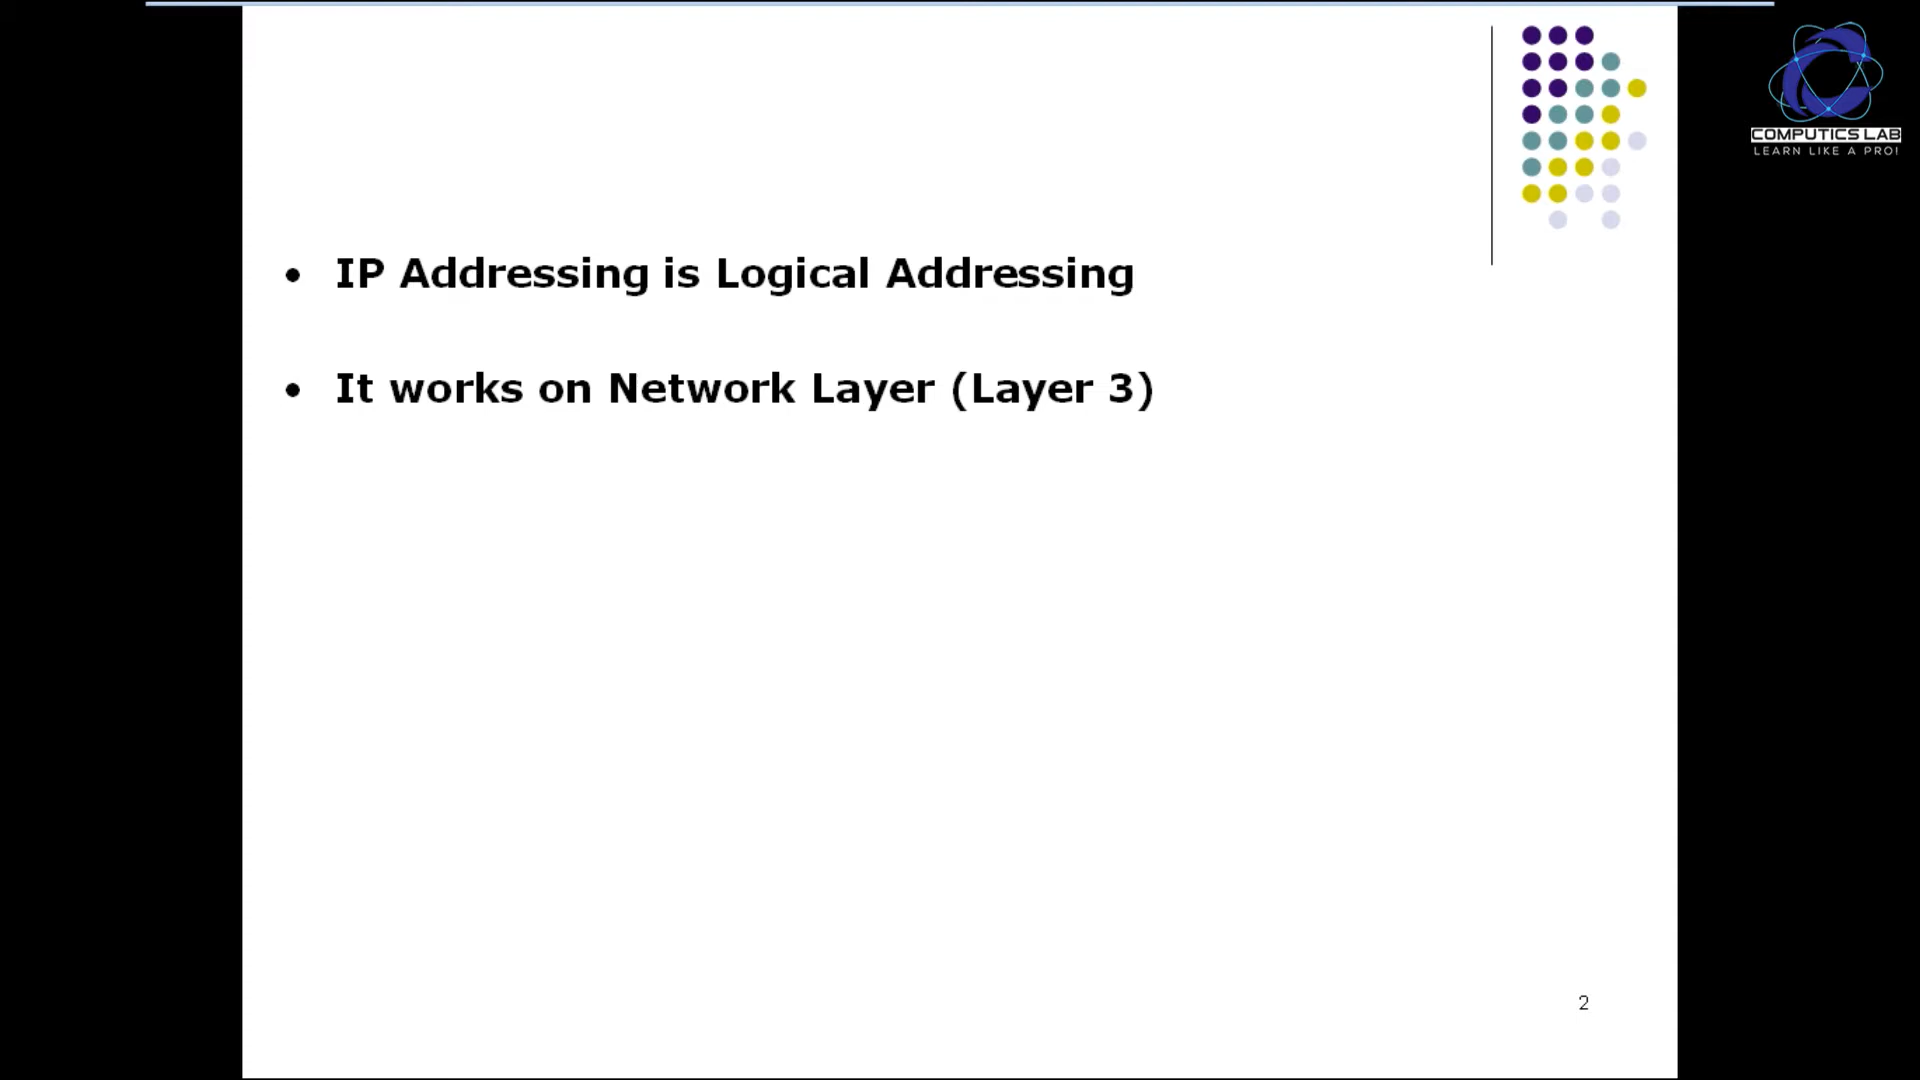 COMPUTICS LAB
LEARN LIKE A PRO!
• IP Addressing is Logical Addressing
• It works on Network Layer (Layer 3)
2